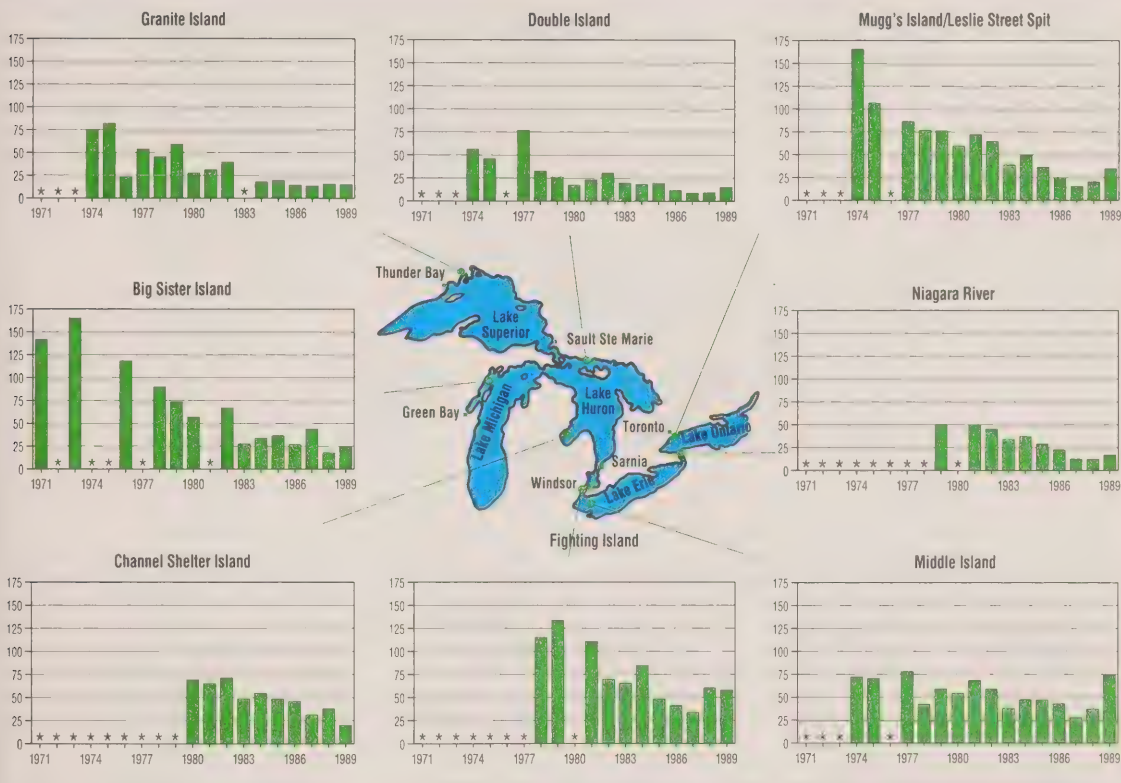 Granite Island
175
150
125
100
75
50
25
0
* * * *
1971 1974 1977 1980 1983 1986 1989
Double Island
175
150
125
100
75
50
25
0
* * * *
1971 1974 1977 1980 1983 1986 1989
Mugg's Island/Leslie Street Spit
175
150
125
100
75
50
25
0
* * * *
1971 1974 1977 1980 1983 1986 1989
Big Sister Island
175
150
125
100
75
50
25
0
* * * * *
1971 1974 1977 1980 1983 1986 1989
Thunder Bay
Lake
Superior
Sault Ste Marie
Lake Michigan
Lake
Huron
Green Bay
Toronto
Lake Ontario
Sarnia
Windsor
Lake Erie
Niagara River
175
150
125
100
75
50
25
0
* * * * * * * * *
1971 1974 1977 1980 1983 1986 1989
Channel Shelter Island
175
150
125
100
75
50
25
0
* * * * * * * * *
1971 1974 1977 1980 1983 1986 1989
Fighting Island
175
150
125
100
75
50
25
0
* * * * * * * *
1971 1974 1977 1980 1983 1986 1989
Middle Island
175
150
125
100
75
50
25
0
* * * *
1971 1974 1977 1980 1983 1986 1989